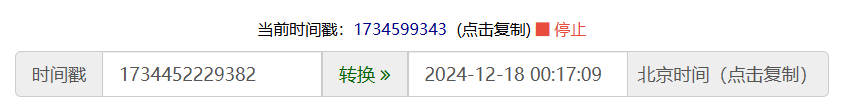 当前时间戳：1734599343 (点击复制) 停止
时间戳 1734452229382 转换 » 2024-12-18 00:17:09 北京时间（点击复制）